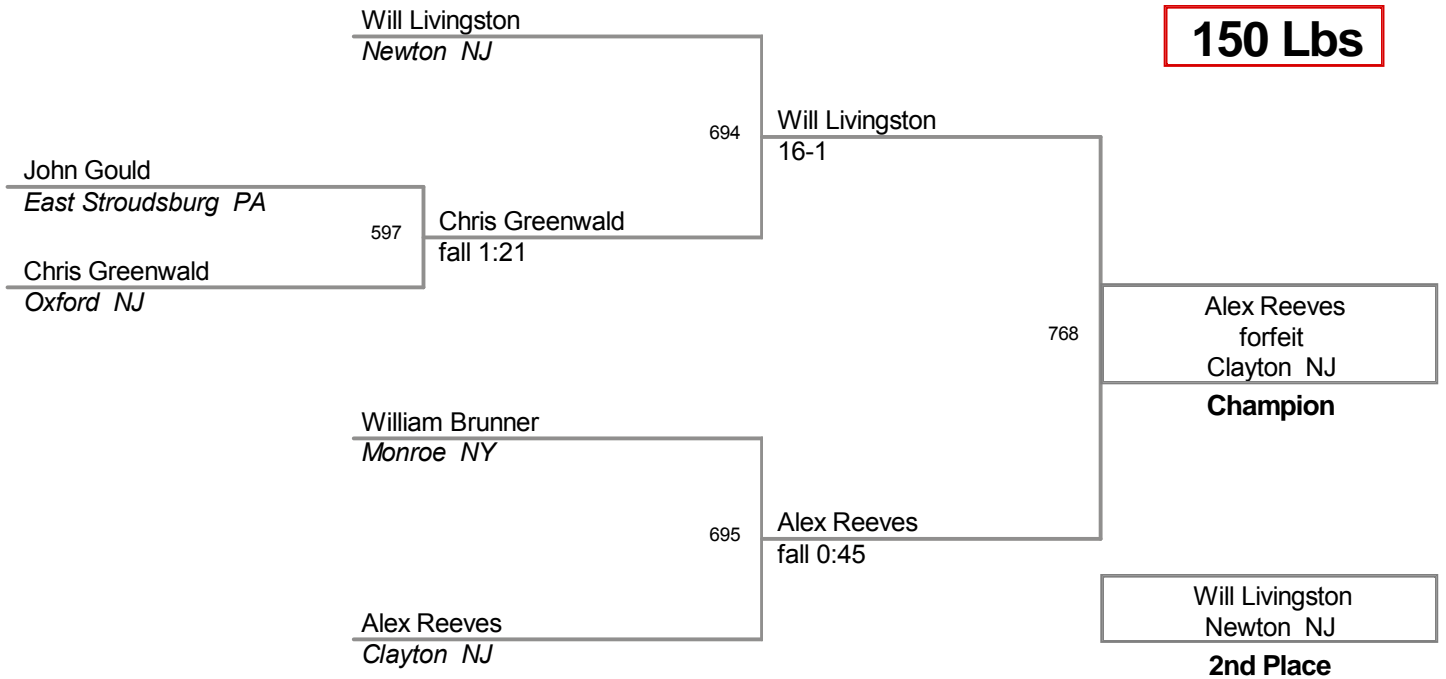 Will Livingston
Newton NJ
150 Lbs
694
Will Livingston
16-1
John Gould
East Stroudsburg PA
597
Chris Greenwald
fall 1:21
Chris Greenwald
Oxford NJ
768
Alex Reeves
forfeit
Clayton NJ
Champion
William Brunner
Monroe NY
695
Alex Reeves
fall 0:45
Alex Reeves
Clayton NJ
Will Livingston
Newton NJ
2nd Place